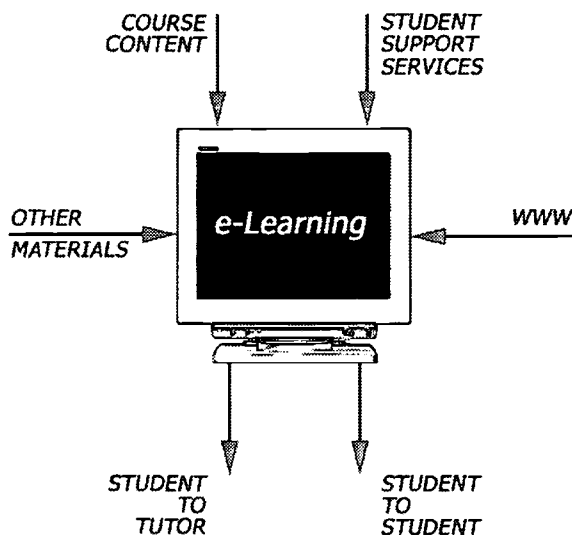 COURSE
CONTENT
STUDENT
SUPPORT
SERVICES
OTHER
MATERIALS
e-Learning
WWW
STUDENT
TO
TUTOR
STUDENT
TO
STUDENT